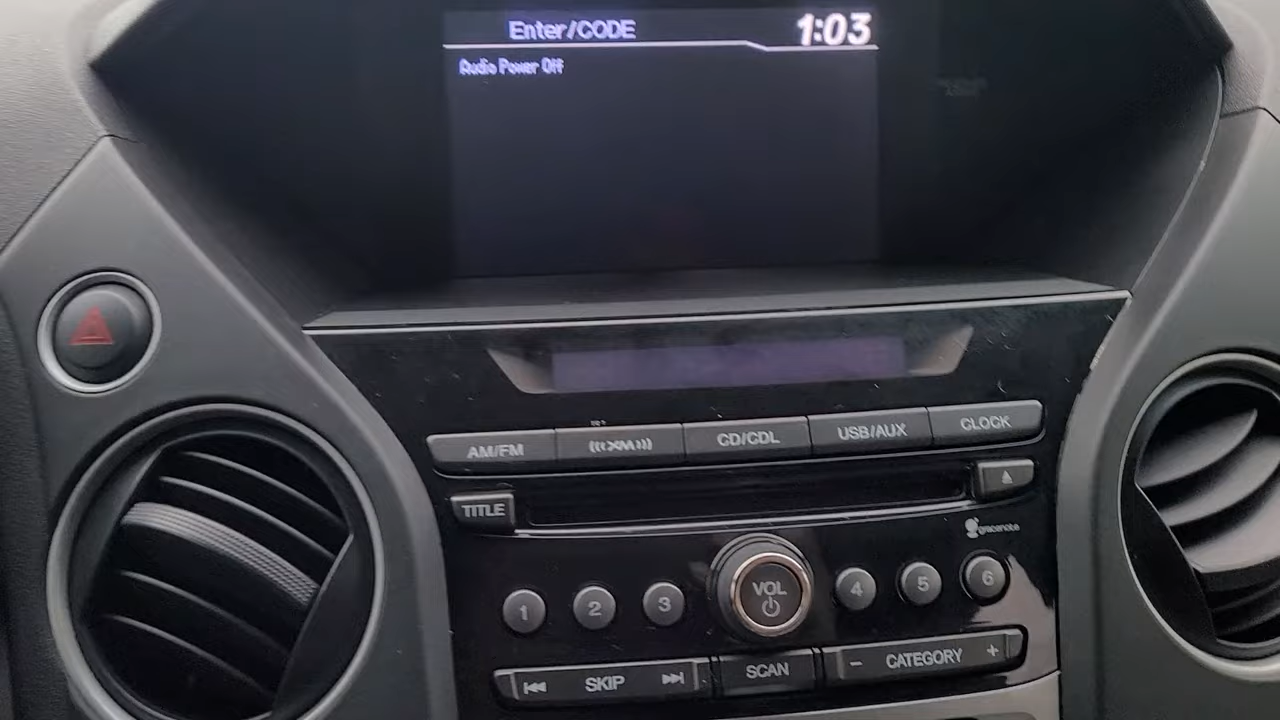 Enter/CODE 1:03
Audio Power Off
AM/FM ((XM)) CD/CDL USB/AUX CLOCK
TITLE
gracenote
1 2 3 VOL 4 5 6
SKIP SCAN − CATEGORY +